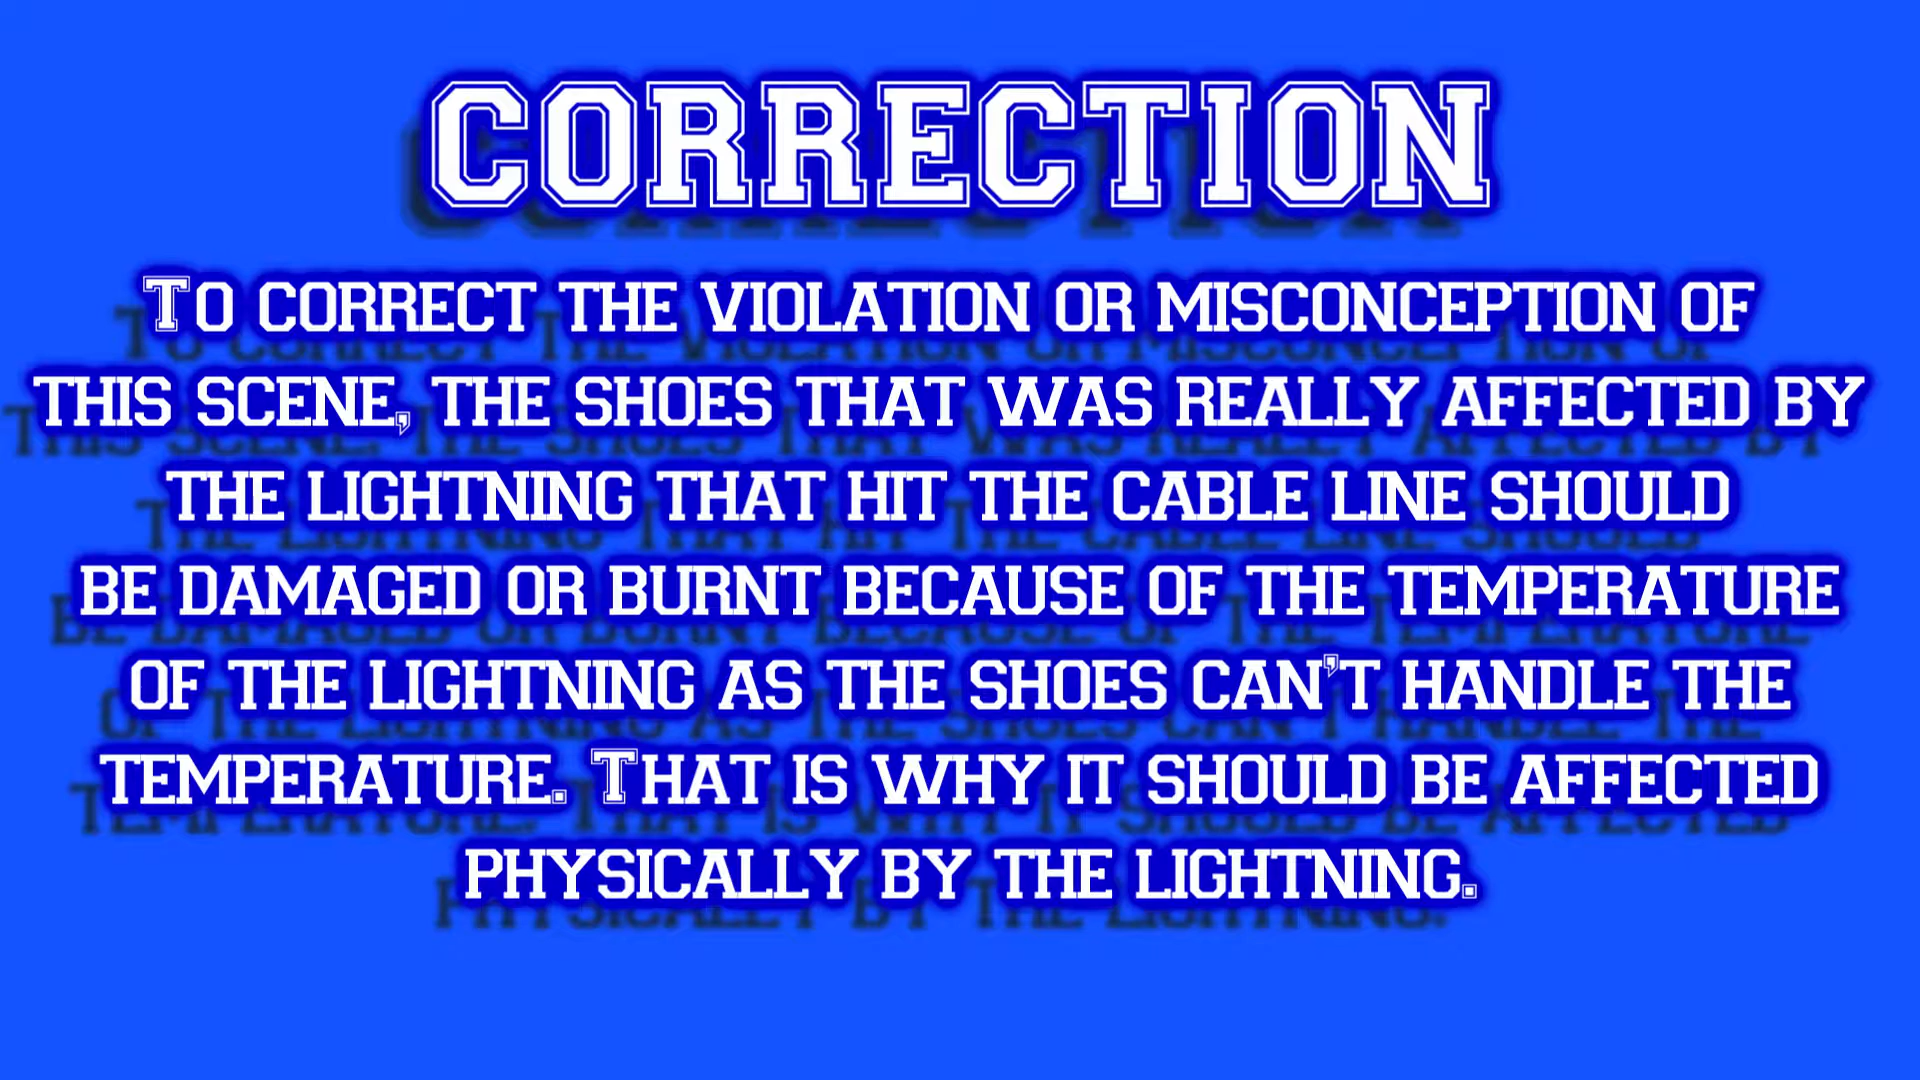 CORRECTION
To correct the violation or misconception of
this scene, the shoes that was really affected by
the lightning that hit the cable line should
be damaged or burnt because of the temperature
of the lightning as the shoes can't handle the
temperature. That is why it should be affected
physically by the lightning.